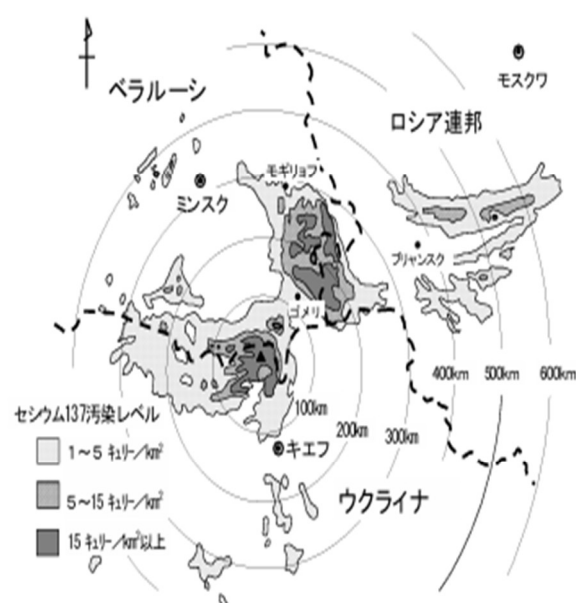 モスクワ
ベラルーシ
ロシア連邦
モギリョフ
ミンスク
ブリャンスク
ゴメリ
400km
500km
600km
100km
200km
300km
セシウム137汚染レベル
1～5 キュリー/km²
5～15 キュリー/km²
15 キュリー/km²以上
キエフ
ウクライナ